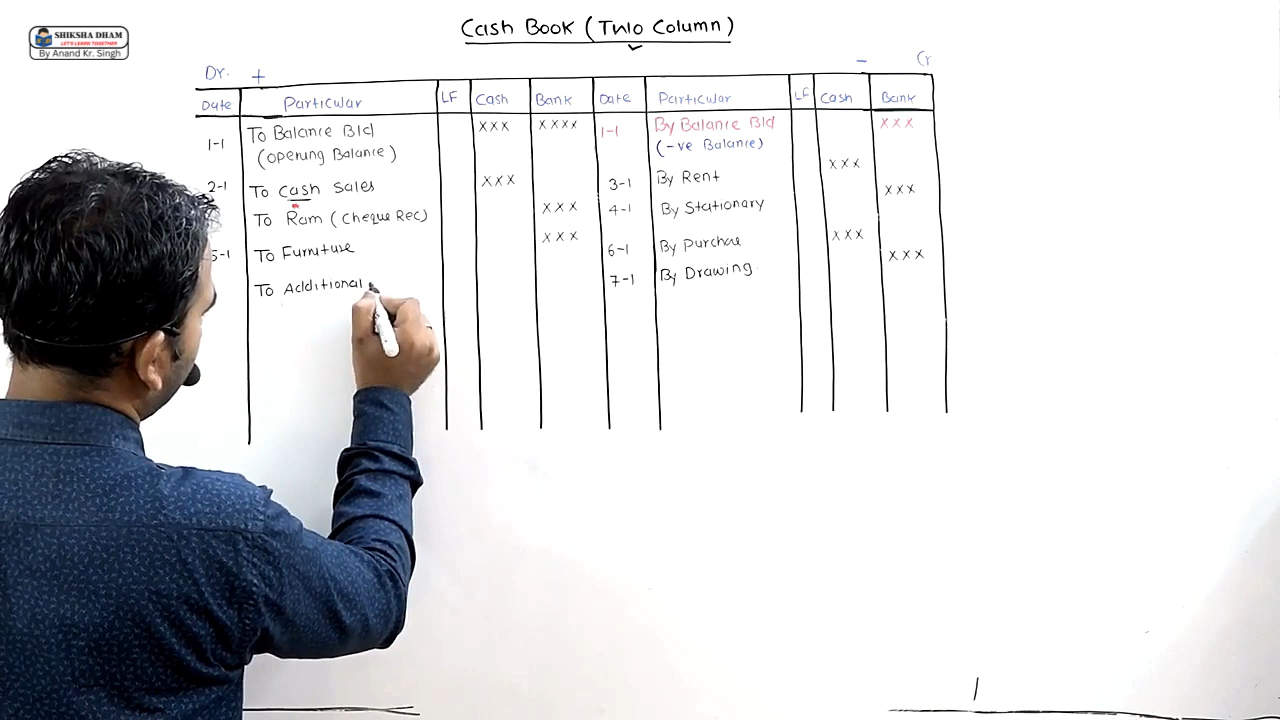 SHIKSHA DHAM
LET'S LEARN TOGETHER
By Anand Kr. Singh
Cash Book (Two Column)
Dr. + - Cr
Date Particular LF Cash Bank Date Particular LF Cash Bank
1-1 To Balance B/d xxx xxxx 1-1 By Balance B/d xxx
(opening Balance) (-ve Balance)
2-1 To cash sales xxx 3-1 By Rent xxx
To Ram (Cheque Rec) xxx 4-1 By Stationary xxx
5-1 To Furniture xxx 6-1 By Purchae xxx
To Additional 7-1 By Drawing xxx